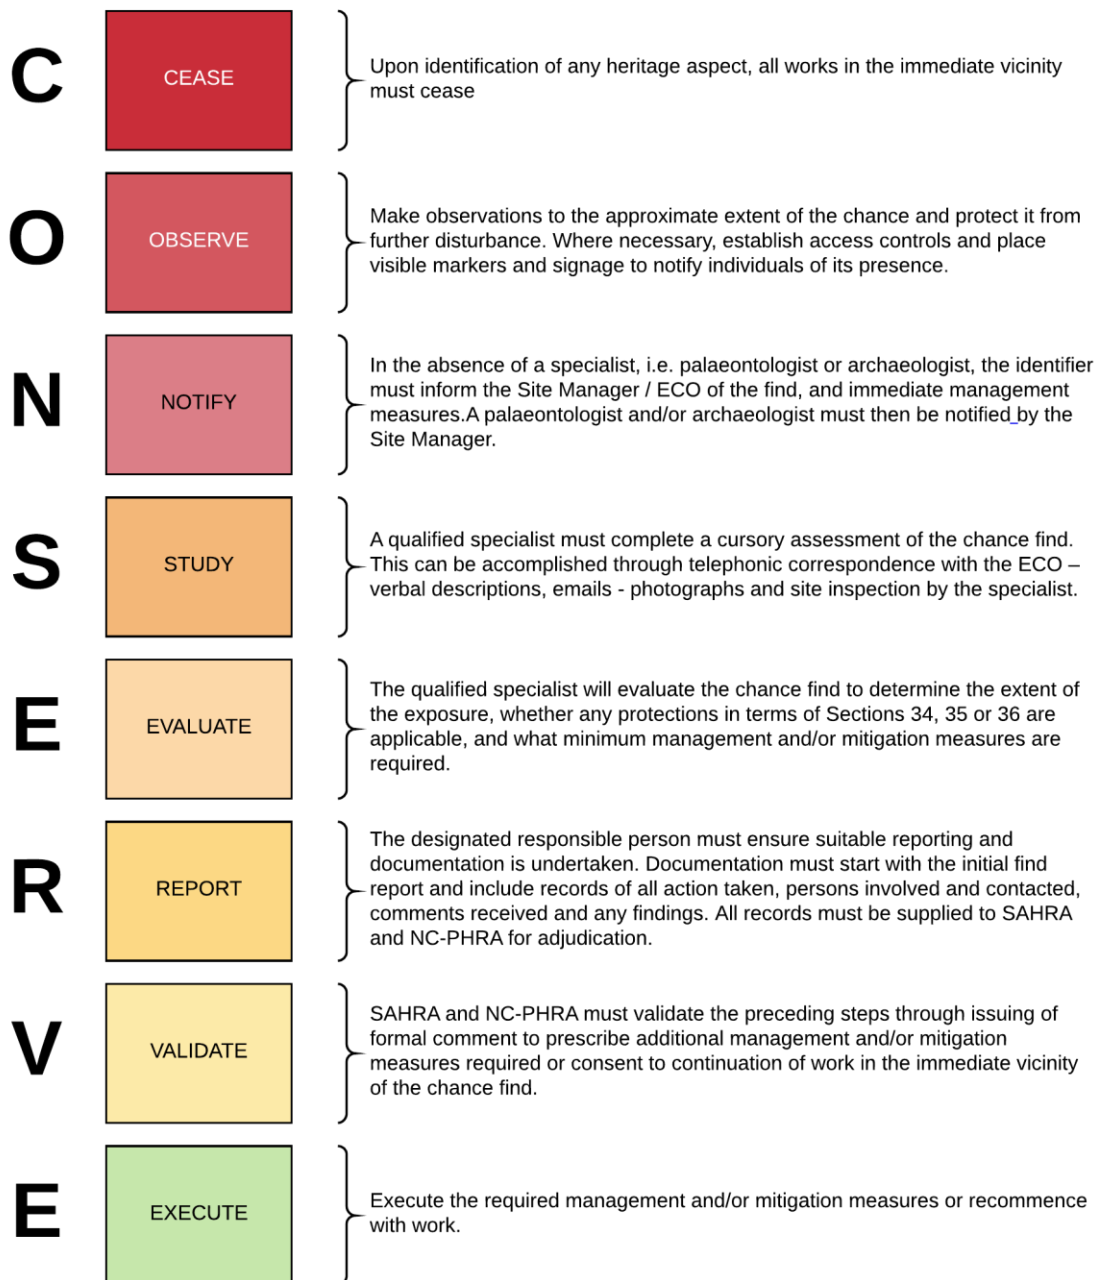 C
CEASE
Upon identification of any heritage aspect, all works in the immediate vicinity
must cease
O
OBSERVE
Make observations to the approximate extent of the chance and protect it from
further disturbance. Where necessary, establish access controls and place
visible markers and signage to notify individuals of its presence.
N
NOTIFY
In the absence of a specialist, i.e. palaeontologist or archaeologist, the identifier
must inform the Site Manager / ECO of the find, and immediate management
measures.A palaeontologist and/or archaeologist must then be notified by the
Site Manager.
S
STUDY
A qualified specialist must complete a cursory assessment of the chance find.
This can be accomplished through telephonic correspondence with the ECO –
verbal descriptions, emails - photographs and site inspection by the specialist.
E
EVALUATE
The qualified specialist will evaluate the chance find to determine the extent of
the exposure, whether any protections in terms of Sections 34, 35 or 36 are
applicable, and what minimum management and/or mitigation measures are
required.
R
REPORT
The designated responsible person must ensure suitable reporting and
documentation is undertaken. Documentation must start with the initial find
report and include records of all action taken, persons involved and contacted,
comments received and any findings. All records must be supplied to SAHRA
and NC-PHRA for adjudication.
V
VALIDATE
SAHRA and NC-PHRA must validate the preceding steps through issuing of
formal comment to prescribe additional management and/or mitigation
measures required or consent to continuation of work in the immediate vicinity
of the chance find.
E
EXECUTE
Execute the required management and/or mitigation measures or recommence
with work.